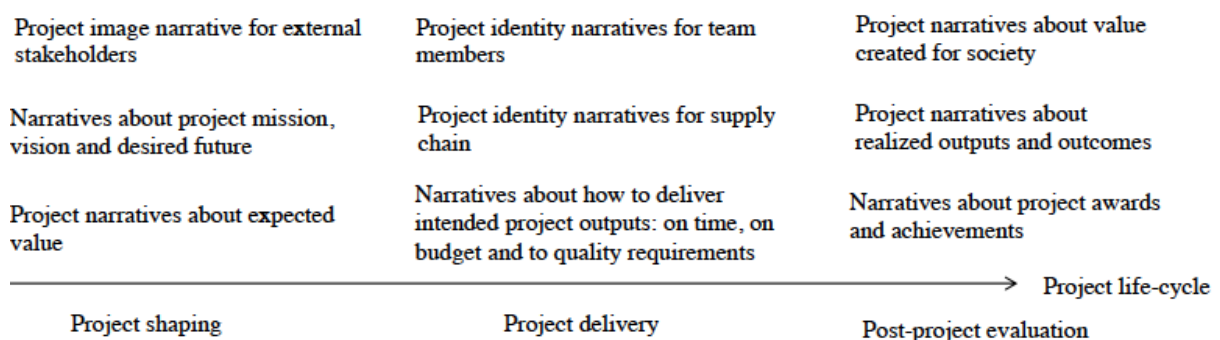 Project image narrative for external
stakeholders
Project identity narratives for team
members
Project narratives about value
created for society
Narratives about project mission,
vision and desired future
Project identity narratives for supply
chain
Project narratives about
realized outputs and outcomes
Project narratives about expected
value
Narratives about how to deliver
intended project outputs: on time, on
budget and to quality requirements
Narratives about project awards
and achievements
Project life-cycle
Project shaping
Project delivery
Post-project evaluation